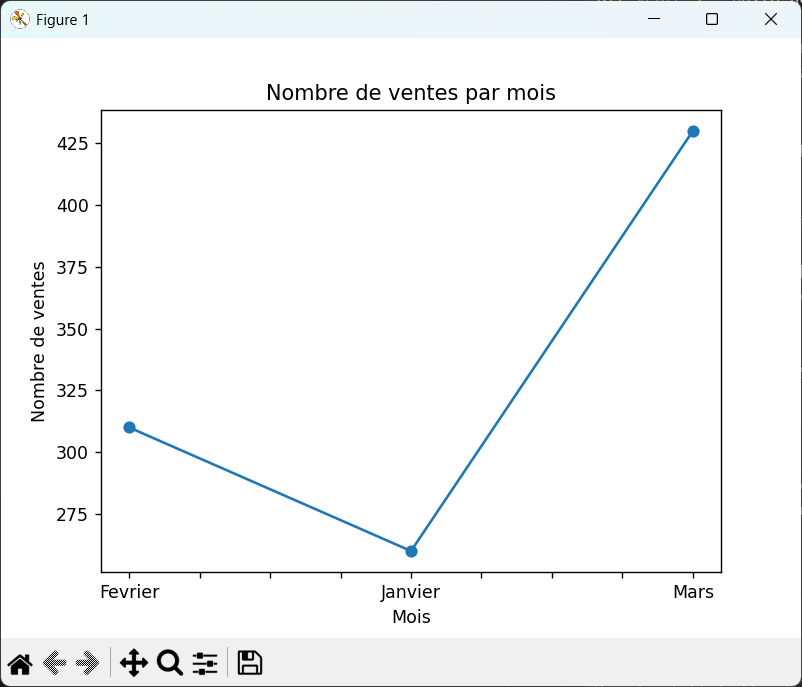 Figure 1
Nombre de ventes par mois
Nombre de ventes
425
400
375
350
325
300
275
Fevrier Janvier Mars
Mois